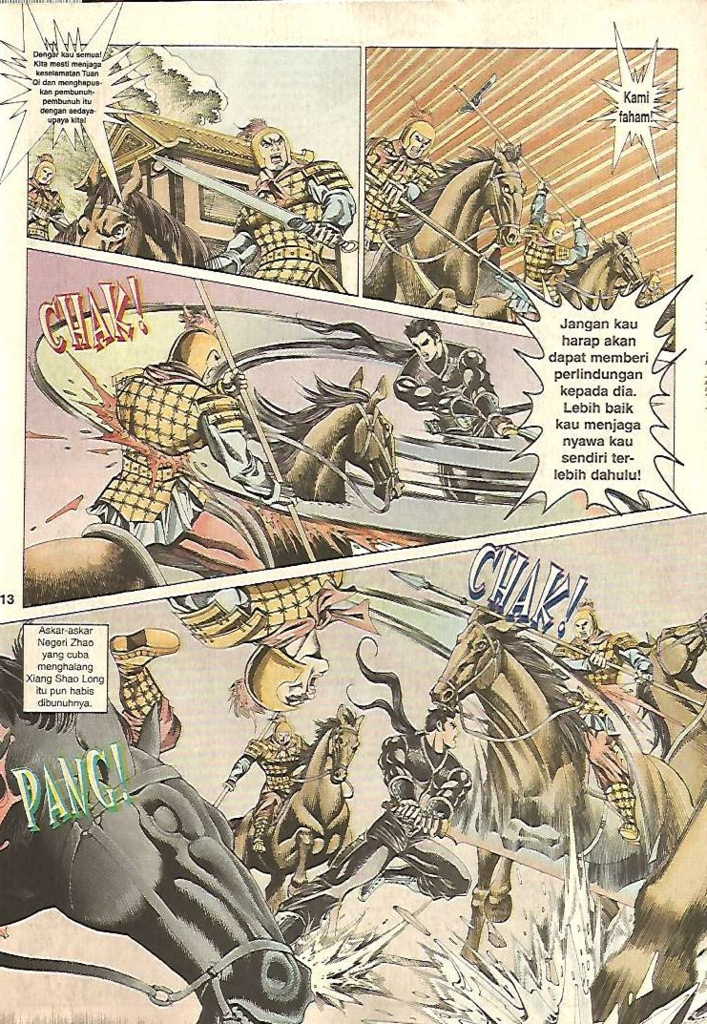 Dengar kau semua!
Kita mesti menjaga
keselamatan Tuan
Qi dan menghapus-
kan pembunuh-
pembunuh itu
dengan sedaya-
upaya kita!
Kami
faham!
CHAK!
Jangan kau
harap akan
dapat memberi
perlindungan
kepada dia.
Lebih baik
kau menjaga
nyawa kau
sendiri ter-
lebih dahulu!
13
CHAK!
Askar-askar
Negeri Zhao
yang cuba
menghalang
Xiang Shao Long
itu pun habis
dibunuhnya.
PANG!